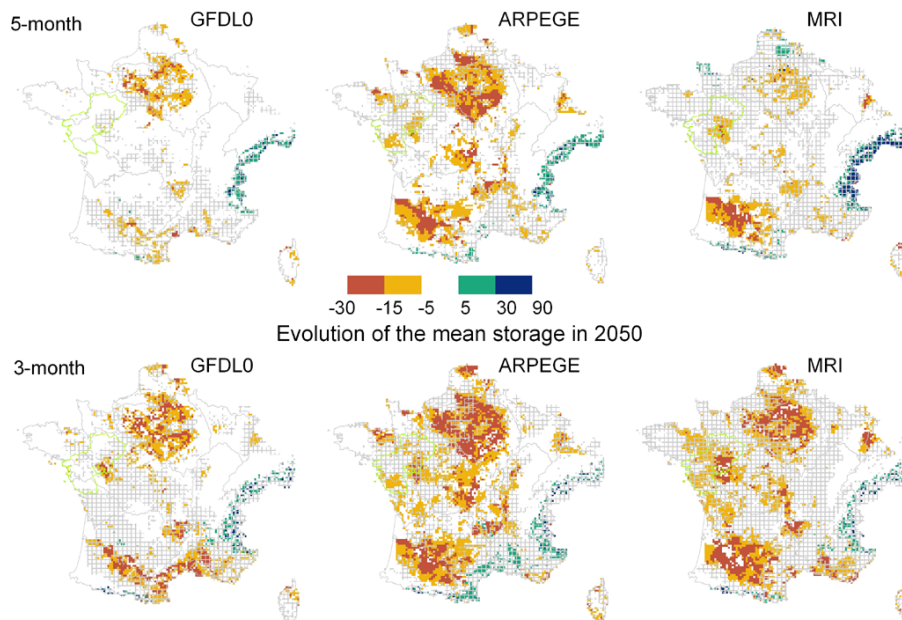 5-month GFDL0 ARPEGE MRI
-30 -15 -5 5 30 90
Evolution of the mean storage in 2050
3-month GFDL0 ARPEGE MRI